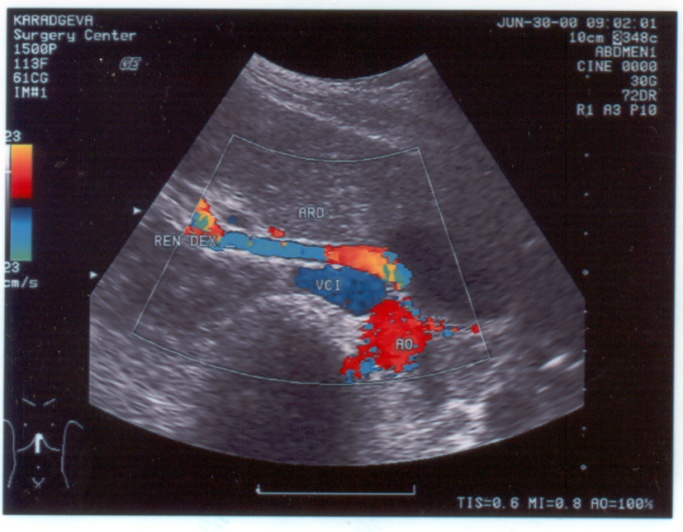 KARADGEVA
Surgery Center
1500P
113F
61CG
IM#1
GE
JUN-30-00 09:02:01
10cm 3348c
ABDMEN1
CINE 0000
30G
72DR
R1 A3 P10
23
23
cm/s
ARD
REN DEX
VCI
AO
TIS=0.6 MI=0.8 AO=100%